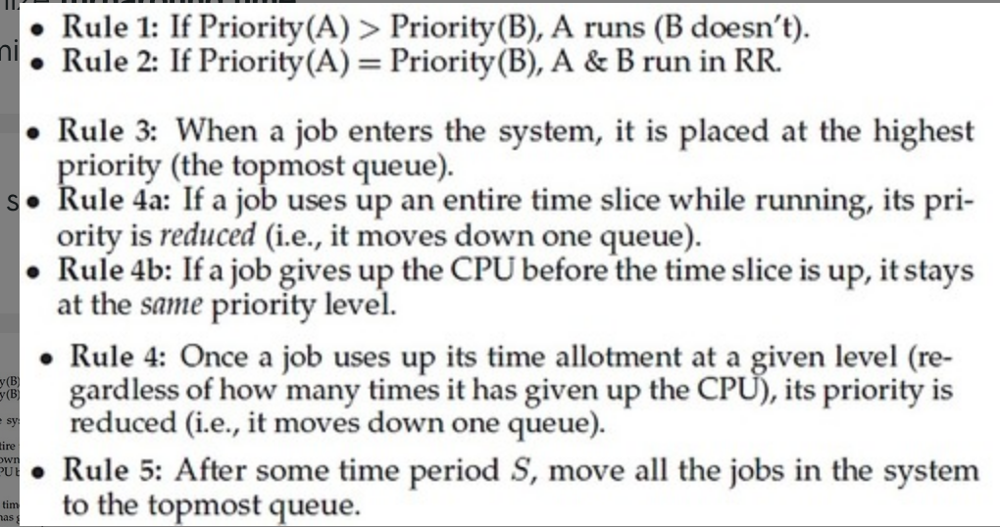 • Rule 1: If Priority(A) > Priority(B), A runs (B doesn't).
• Rule 2: If Priority(A) = Priority(B), A & B run in RR.
• Rule 3: When a job enters the system, it is placed at the highest
priority (the topmost queue).
• Rule 4a: If a job uses up an entire time slice while running, its pri-
ority is reduced (i.e., it moves down one queue).
• Rule 4b: If a job gives up the CPU before the time slice is up, it stays
at the same priority level.
• Rule 4: Once a job uses up its time allotment at a given level (re-
gardless of how many times it has given up the CPU), its priority is
reduced (i.e., it moves down one queue).
• Rule 5: After some time period S, move all the jobs in the system
to the topmost queue.